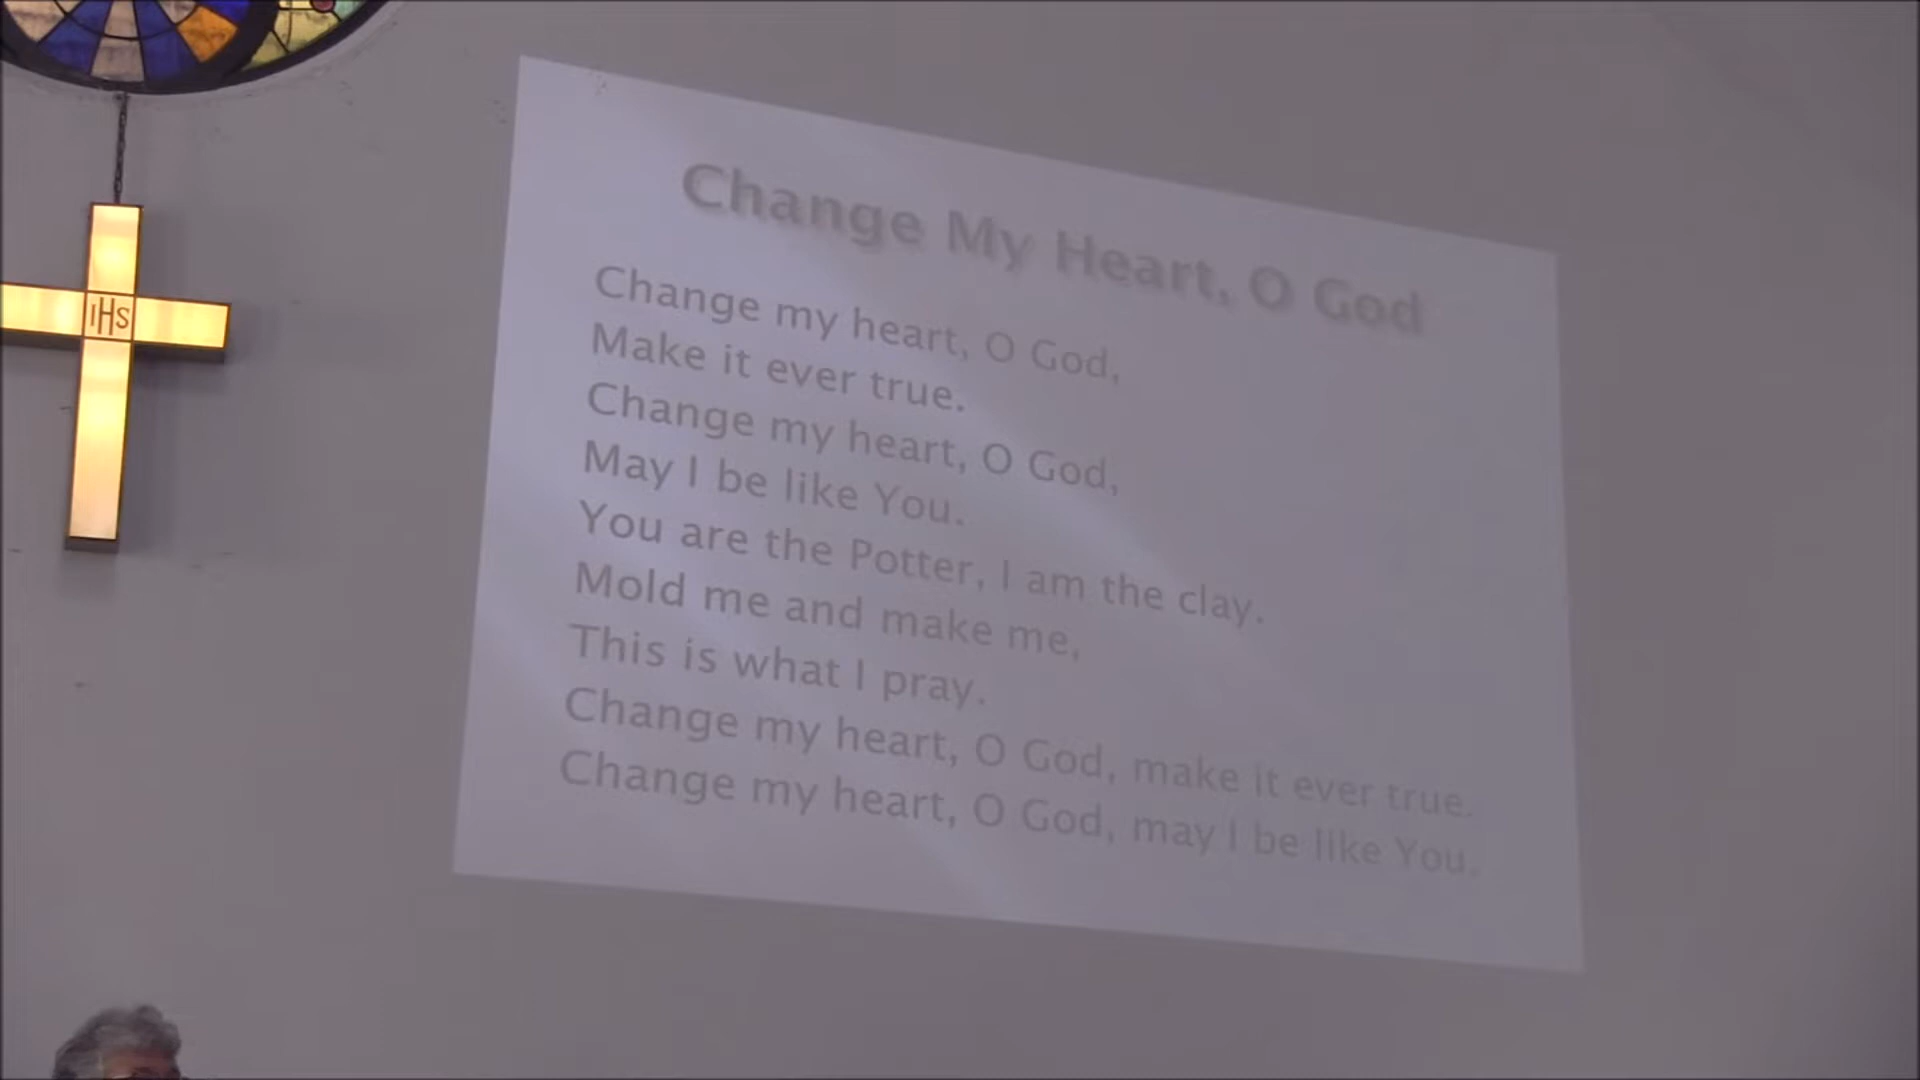 IHS
Change My Heart, O God
Change my heart, O God,
Make it ever true.
Change my heart, O God,
May I be like You.
You are the Potter, I am the clay.
Mold me and make me,
This is what I pray.
Change my heart, O God, make it ever true.
Change my heart, O God, may I be like You.